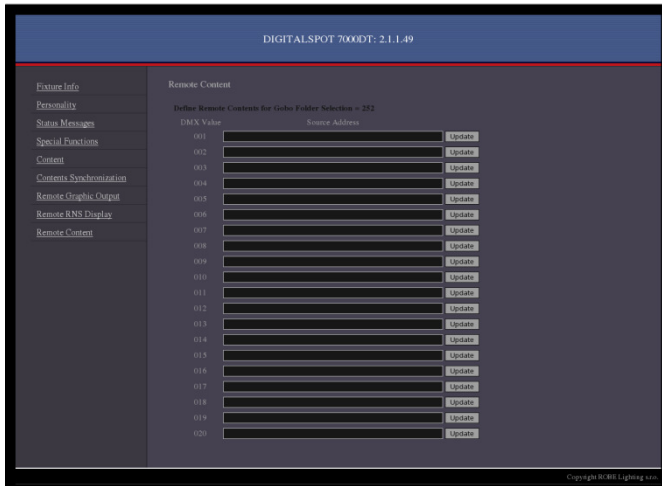 DIGITALSPOT 7000DT: 2.1.1.49
Fixture Info
Personality
Status Messages
Special Functions
Content
Contents Synchronization
Remote Graphic Output
Remote RNS Display
Remote Content
Remote Content
Define Remote Contents for Gobo Folder Selection = 252
DMX Value Source Address
001 Update
002 Update
003 Update
004 Update
005 Update
006 Update
007 Update
008 Update
009 Update
010 Update
011 Update
012 Update
013 Update
014 Update
015 Update
016 Update
017 Update
018 Update
019 Update
020 Update
Copyright ROBE Lighting s.r.o.